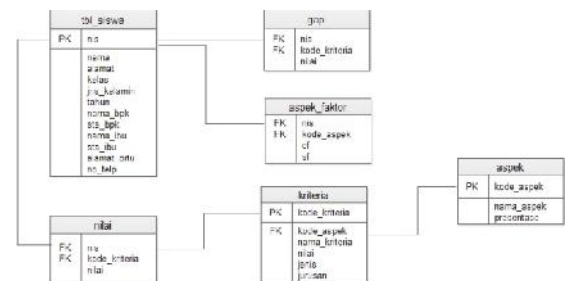 tbl_siswa
PK nis
nama
alamat
kelas
jns_kelamin
tahun
nama_bpk
sts_bpk
nama_ibu
sts_ibu
alamat_ortu
no_telp
gap
FK nis
FK kode_kriteria
nilai
aspek_faktor
FK nis
FK kode_aspek
cf
sf
aspek
PK kode_aspek
nama_aspek
presentase
kriteria
PK kode_kriteria
FK kode_aspek
nama_kriteria
nilai
jenis
jurusan
nilai
FK nis
FK kode_kriteria
nilai